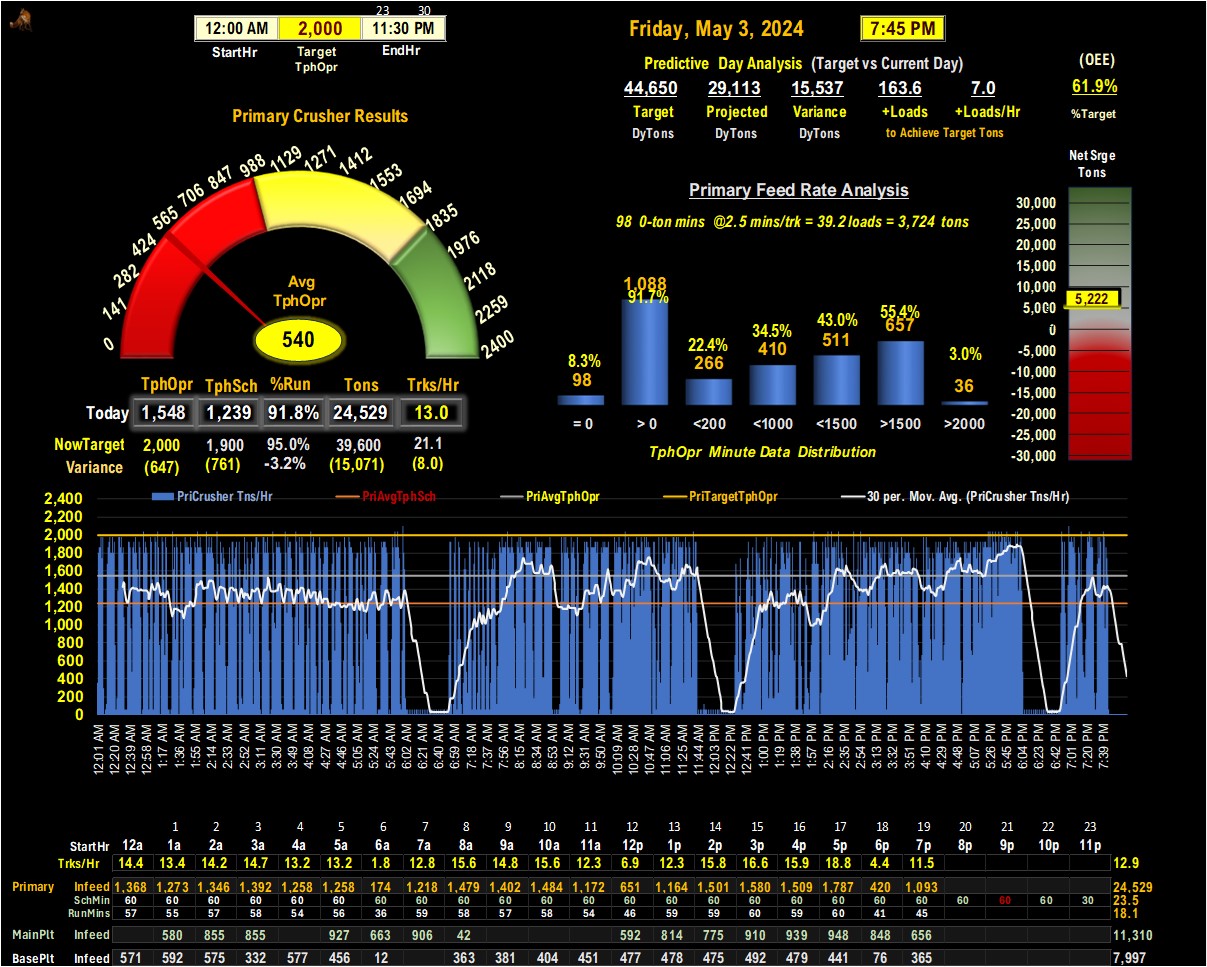 23 30
12:00 AM 2,000 11:30 PM
StartHr Target EndHr
TphOpr
Friday, May 3, 2024 7:45 PM
Predictive Day Analysis (Target vs Current Day)
44,650 29,113 15,537 163.6 7.0
Target Projected Variance +Loads +Loads/Hr
DyTons DyTons DyTons to Achieve Target Tons
(OEE)
61.9%
%Target
Primary Crusher Results
0 141 282 424 565 706 847 988 1129 1271 1412 1553 1694 1835 1976 2118 2259 2400
Avg
TphOpr
540
TphOpr TphSch %Run Tons Trks/Hr
Today 1,548 1,239 91.8% 24,529 13.0
NowTarget 2,000 1,900 95.0% 39,600 21.1
Variance (647) (761) -3.2% (15,071) (8.0)
Primary Feed Rate Analysis
98 0-ton mins @2.5 mins/trk = 39.2 loads = 3,724 tons
8.3% 91.7% 22.4% 34.5% 43.0% 55.4% 3.0%
98 1,088 266 410 511 657 36
= 0 > 0 <200 <1000 <1500 >1500 >2000
TphOpr Minute Data Distribution
Net Srge
Tons
30,000
25,000
20,000
15,000
10,000
5,000
0
-5,000
-10,000
-15,000
-20,000
-25,000
-30,000
5,222
PriCrusher Tns/Hr PriAvgTphSch PriAvgTphOpr PriTargetTphOpr 30 per. Mov. Avg. (PriCrusher Tns/Hr)
2,400
2,200
2,000
1,800
1,600
1,400
1,200
1,000
800
600
400
200
0
12:01 AM 12:20 AM 12:39 AM 12:58 AM 1:17 AM 1:36 AM 1:55 AM 2:14 AM 2:33 AM 2:52 AM 3:11 AM 3:30 AM 3:49 AM 4:08 AM 4:27 AM 4:46 AM 5:05 AM 5:24 AM 5:43 AM 6:02 AM 6:21 AM 6:40 AM 6:59 AM 7:18 AM 7:37 AM 7:56 AM 8:15 AM 8:34 AM 8:53 AM 9:12 AM 9:31 AM 9:50 AM 10:09 AM 10:28 AM 10:47 AM 11:06 AM 11:25 AM 11:44 AM 12:03 PM 12:22 PM 12:41 PM 1:00 PM 1:19 PM 1:38 PM 1:57 PM 2:16 PM 2:35 PM 2:54 PM 3:13 PM 3:32 PM 3:51 PM 4:10 PM 4:29 PM 4:48 PM 5:07 PM 5:26 PM 5:45 PM 6:04 PM 6:23 PM 6:42 PM 7:01 PM 7:20 PM 7:39 PM
1 2 3 4 5 6 7 8 9 10 11 12 13 14 15 16 17 18 19 20 21 22 23
StartHr 12a 1a 2a 3a 4a 5a 6a 7a 8a 9a 10a 11a 12p 1p 2p 3p 4p 5p 6p 7p 8p 9p 10p 11p
Trks/Hr 14.4 13.4 14.2 14.7 13.2 13.2 1.8 12.8 15.6 14.8 15.6 12.3 6.9 12.3 15.8 16.6 15.9 18.8 4.4 11.5 12.9
Primary Infeed 1,368 1,273 1,346 1,392 1,258 1,258 174 1,218 1,479 1,402 1,484 1,172 651 1,164 1,501 1,580 1,509 1,787 420 1,093 24,529
SchMin 60 60 60 60 60 60 60 60 60 60 60 60 60 60 60 60 60 60 60 60 60 60 60 30 23.5
RunMins 57 55 57 58 54 56 36 59 58 57 58 54 46 59 59 60 59 60 41 45 18.1
MainPlt Infeed 580 855 855 927 663 906 42 592 814 775 910 939 948 848 656 11,310
BasePlt Infeed 571 592 575 332 577 456 12 363 381 404 451 477 478 475 492 479 441 76 365 7,997